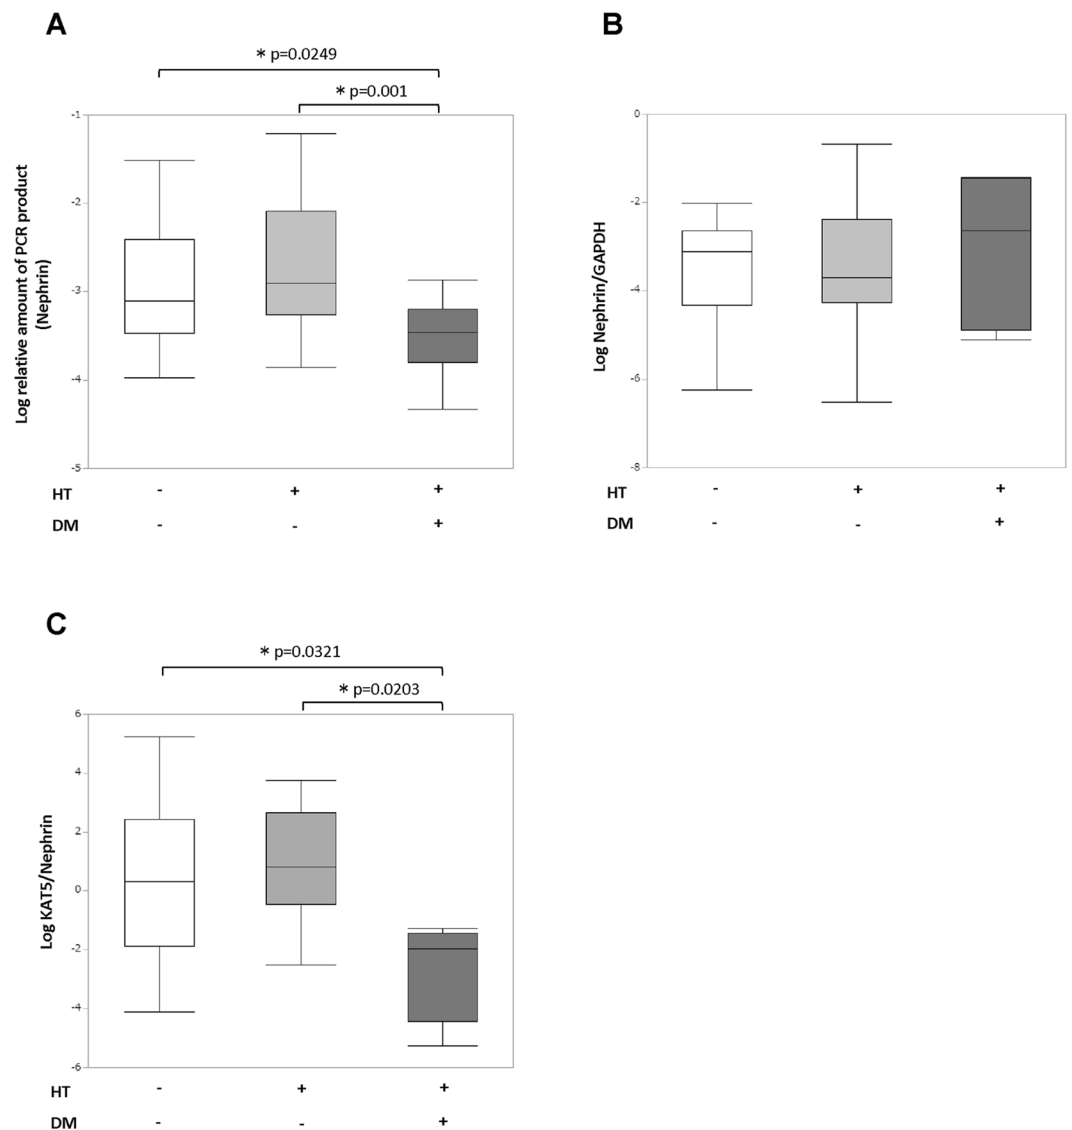 A
* p=0.0249
* p=0.001
Log relative amount of PCR product
(Nephrin)
-1
-2
-3
-4
-5
HT - + +
DM - - +
B
Log Nephrin/GAPDH
0
-2
-4
-6
-8
HT - + +
DM - - +
C
* p=0.0321
* p=0.0203
Log KAT5/Nephrin
6
4
2
0
-2
-4
-6
HT - + +
DM - - +